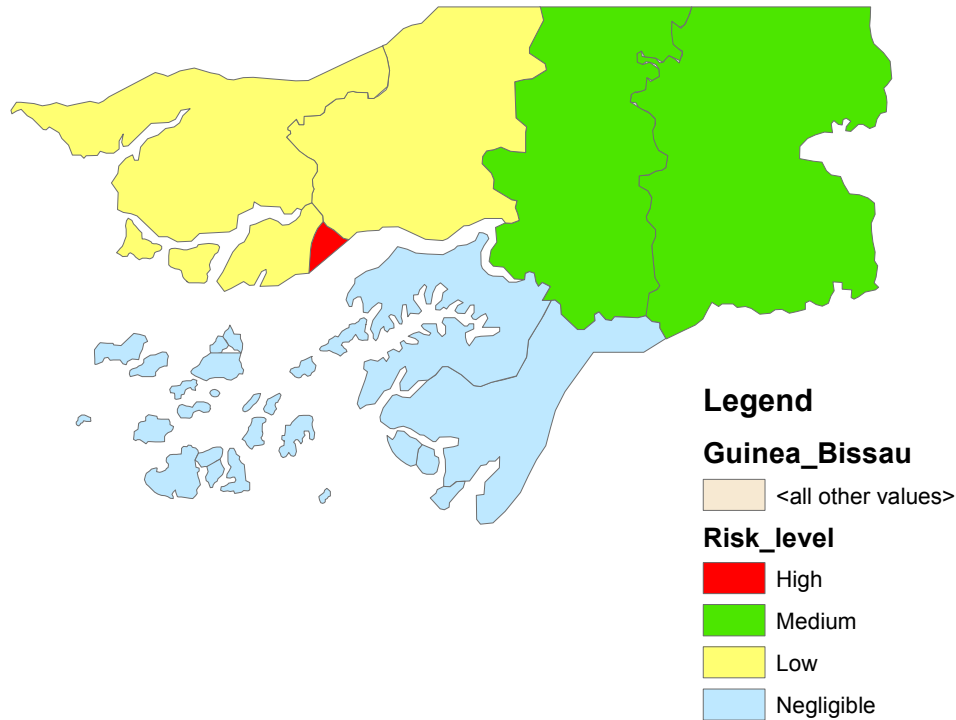 Legend
Guinea_Bissau
<all other values>
Risk_level
High
Medium
Low
Negligible